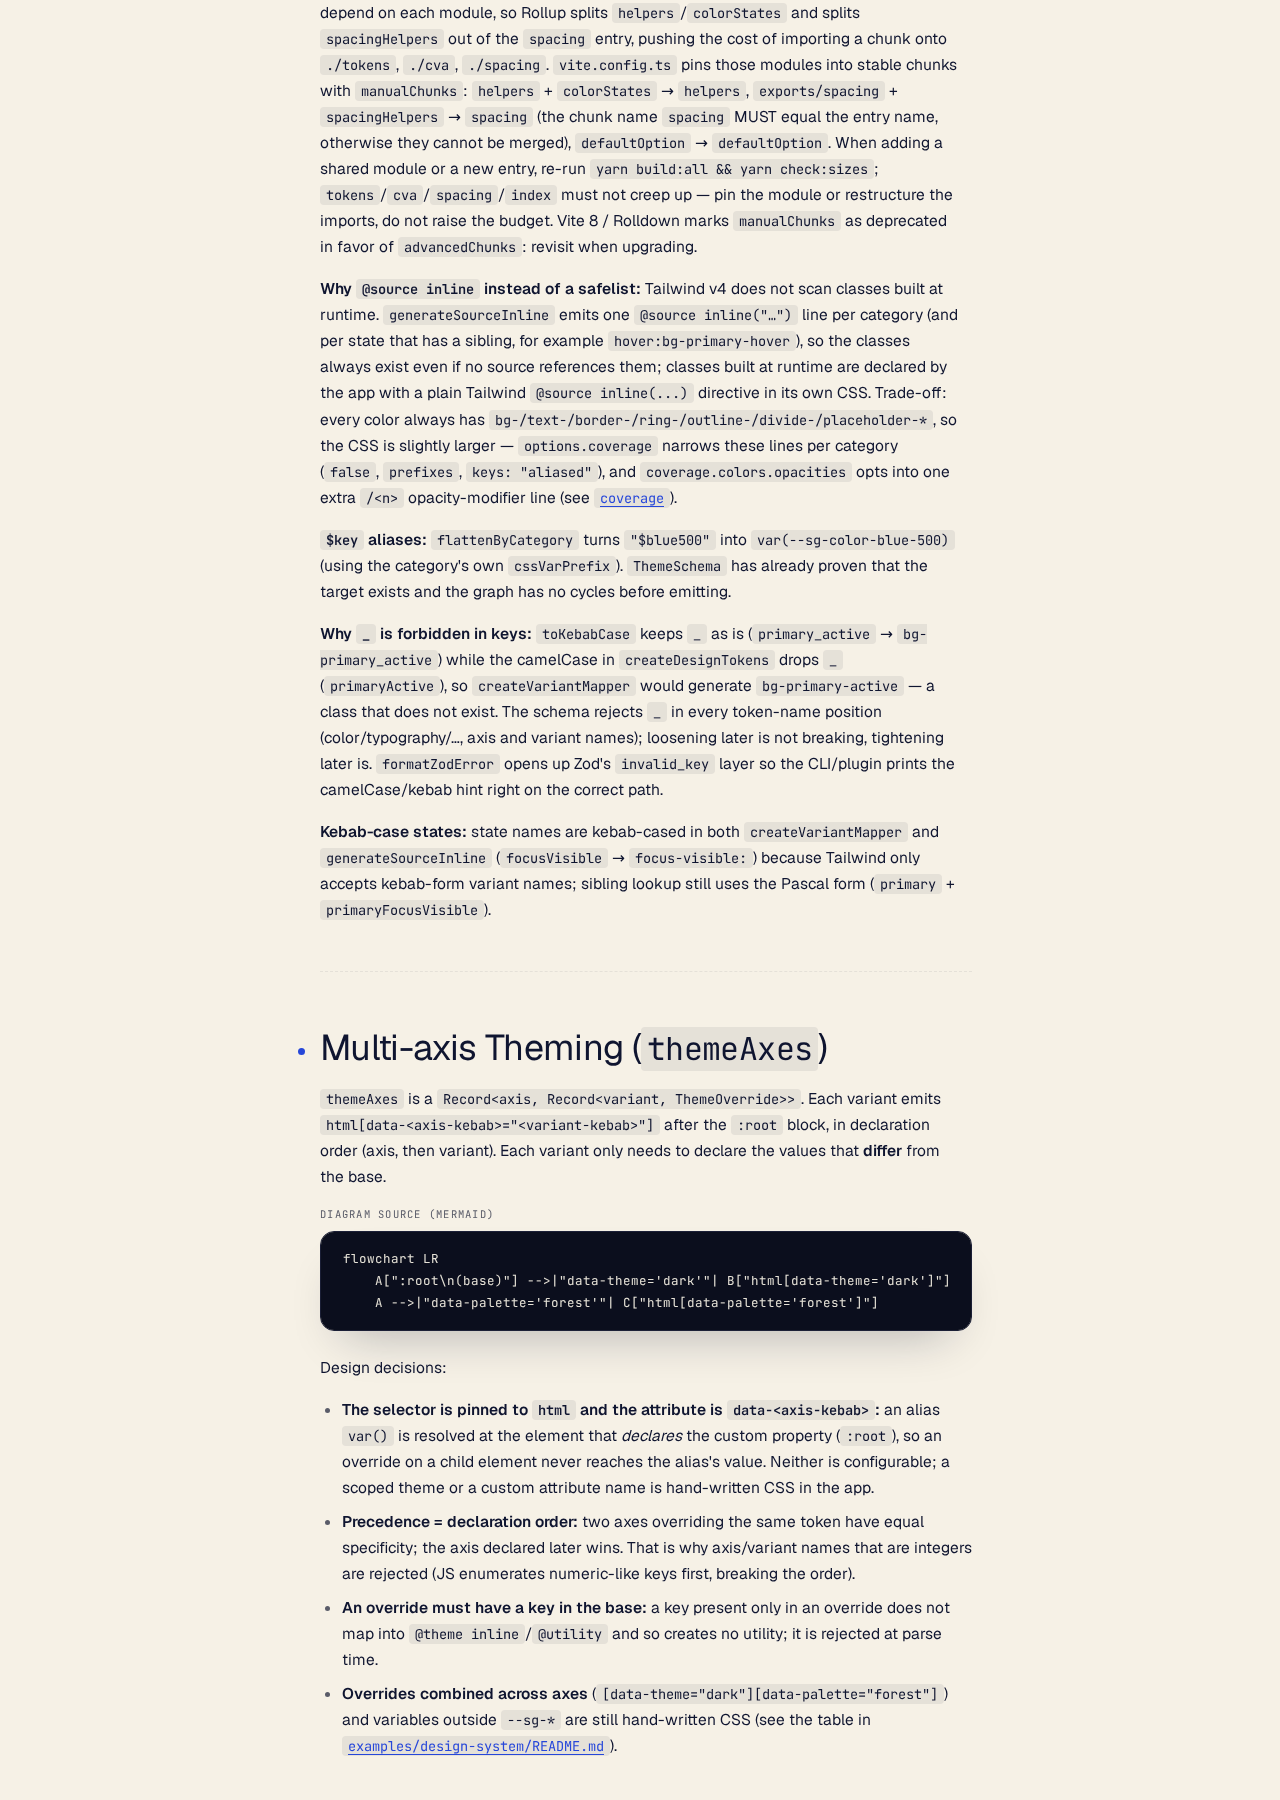 depend on each module, so Rollup splits helpers/colorStates and splits
spacingHelpers out of the spacing entry, pushing the cost of importing a chunk onto
./tokens, ./cva, ./spacing. vite.config.ts pins those modules into stable chunks
with manualChunks: helpers + colorStates → helpers, exports/spacing +
spacingHelpers → spacing (the chunk name spacing MUST equal the entry name,
otherwise they cannot be merged), defaultOption → defaultOption. When adding a
shared module or a new entry, re-run yarn build:all && yarn check:sizes;
tokens/cva/spacing/index must not creep up — pin the module or restructure the
imports, do not raise the budget. Vite 8 / Rolldown marks manualChunks as deprecated
in favor of advancedChunks: revisit when upgrading.
Why @source inline instead of a safelist: Tailwind v4 does not scan classes built at
runtime. generateSourceInline emits one @source inline("…") line per category (and
per state that has a sibling, for example hover:bg-primary-hover), so the classes
always exist even if no source references them; classes built at runtime are declared by
the app with a plain Tailwind @source inline(...) directive in its own CSS. Trade-off:
every color always has bg-/text-/border-/ring-/outline-/divide-/placeholder-*, so
the CSS is slightly larger — options.coverage narrows these lines per category
(false, prefixes, keys: "aliased"), and coverage.colors.opacities opts into one
extra /<n> opacity-modifier line (see coverage).
$key aliases: flattenByCategory turns "$blue500" into var(--sg-color-blue-500)
(using the category's own cssVarPrefix). ThemeSchema has already proven that the
target exists and the graph has no cycles before emitting.
Why _ is forbidden in keys: toKebabCase keeps _ as is (primary_active → bg-
primary_active) while the camelCase in createDesignTokens drops _
(primaryActive), so createVariantMapper would generate bg-primary-active — a
class that does not exist. The schema rejects _ in every token-name position
(color/typography/…, axis and variant names); loosening later is not breaking, tightening
later is. formatZodError opens up Zod's invalid_key layer so the CLI/plugin prints the
camelCase/kebab hint right on the correct path.
Kebab-case states: state names are kebab-cased in both createVariantMapper and
generateSourceInline (focusVisible → focus-visible:) because Tailwind only
accepts kebab-form variant names; sibling lookup still uses the Pascal form (primary +
primaryFocusVisible).
Multi-axis Theming (themeAxes)
themeAxes is a Record<axis, Record<variant, ThemeOverride>>. Each variant emits
html[data-<axis-kebab>="<variant-kebab>"] after the :root block, in declaration
order (axis, then variant). Each variant only needs to declare the values that differ from
the base.
DIAGRAM SOURCE (MERMAID)
flowchart LR
    A[":root\n(base)"] -->|"data-theme='dark'"| B["html[data-theme='dark']"]
    A -->|"data-palette='forest'"| C["html[data-palette='forest']"]
Design decisions:
• The selector is pinned to html and the attribute is data-<axis-kebab>: an alias
var() is resolved at the element that declares the custom property (:root), so an
override on a child element never reaches the alias's value. Neither is configurable; a
scoped theme or a custom attribute name is hand-written CSS in the app.
• Precedence = declaration order: two axes overriding the same token have equal
specificity; the axis declared later wins. That is why axis/variant names that are integers
are rejected (JS enumerates numeric-like keys first, breaking the order).
• An override must have a key in the base: a key present only in an override does not
map into @theme inline/@utility and so creates no utility; it is rejected at parse
time.
• Overrides combined across axes ([data-theme="dark"][data-palette="forest"])
and variables outside --sg-* are still hand-written CSS (see the table in
examples/design-system/README.md).